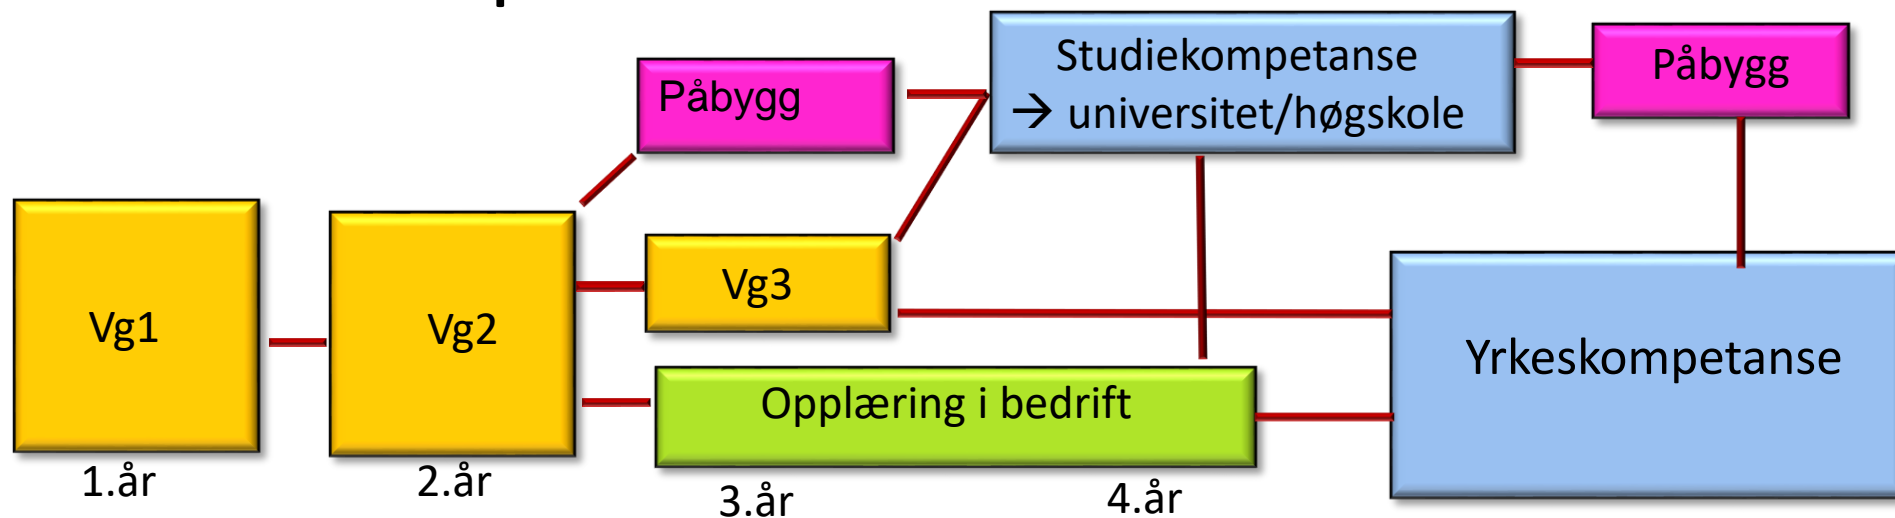 Påbygg
Studiekompetanse
→ universitet/høgskole
Påbygg
Vg1
Vg2
Vg3
Yrkeskompetanse
Opplæring i bedrift
1.år
2.år
3.år
4.år